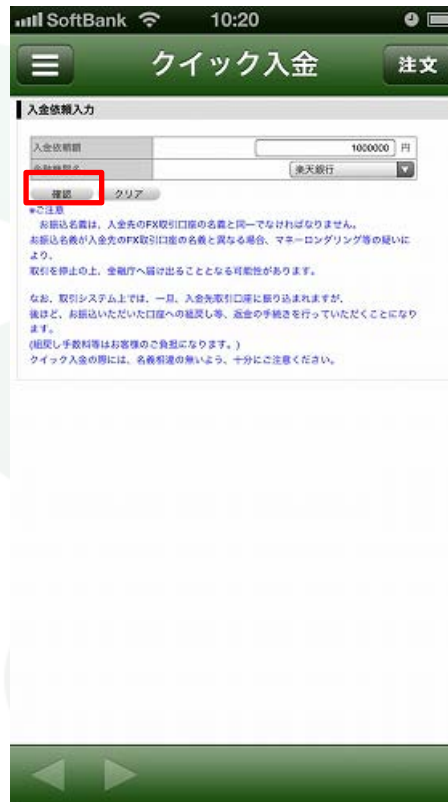 SoftBank 10:20
クイック入金
注文
入金依頼入力
入金依頼額 1000000 円
金融機関名 楽天銀行
確認 クリア
*ご注意
お振込名義は、入金先のFX取引口座の名義と同一でなければなりません。
お振込名義が入金先のFX取引口座の名義と異なる場合、マネーロンダリング等の疑いに
より、
取引を停止の上、金融庁へ届け出ることとなる可能性があります。
なお、取引システム上では、一旦、入金先取引口座に振り込まれますが、
後ほど、お振込いただいた口座への組戻し等、返金の手続きを行っていただくことになり
ます。
(組戻し手数料等はお客様のご負担になります。)
クイック入金の際には、名義相違の無いよう、十分にご注意ください。